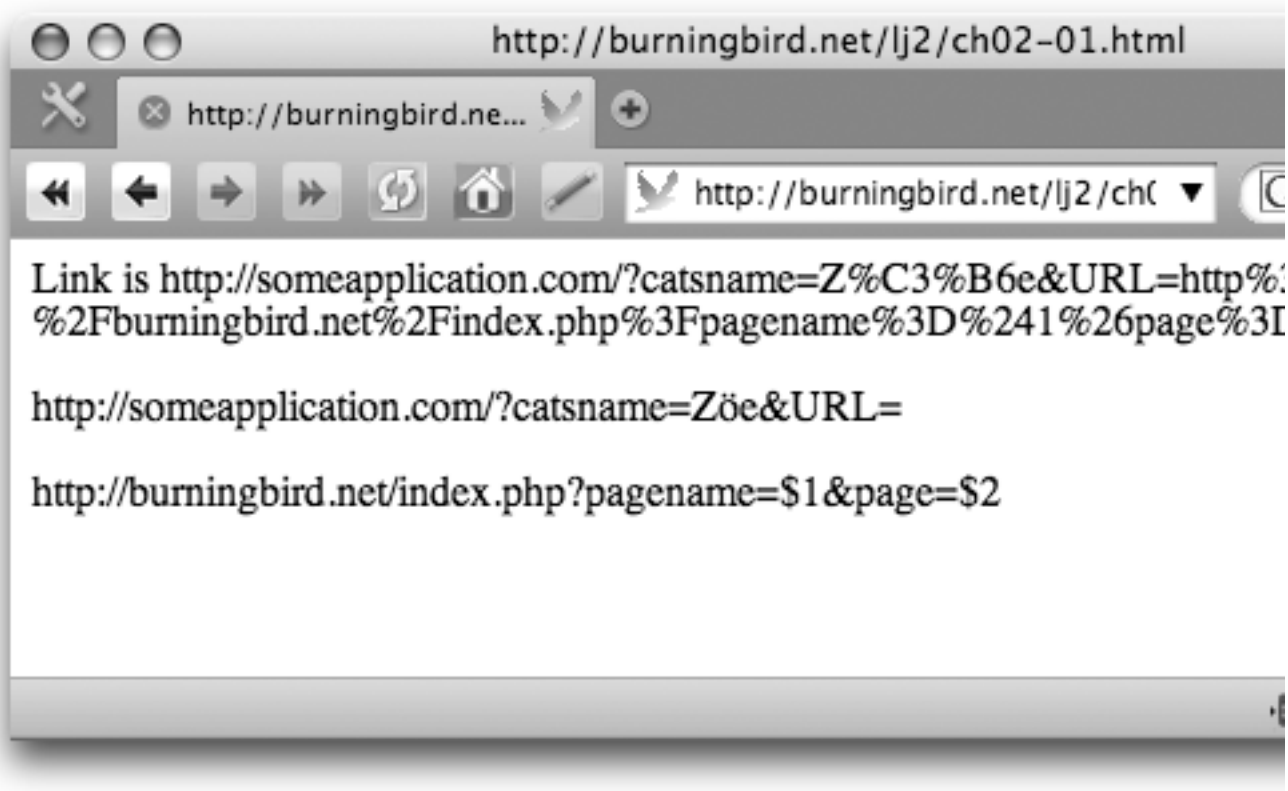 http://burningbird.net/lj2/ch02-01.html
http://burningbird.ne...
http://burningbird.net/lj2/ch
Link is http://someapplication.com/?catsname=Z%C3%B6e&URL=http%3
%2Fburningbird.net%2Findex.php%3Fpagename%3D%241%26page%3D
http://someapplication.com/?catsname=Zöe&URL=
http://burningbird.net/index.php?pagename=$1&page=$2